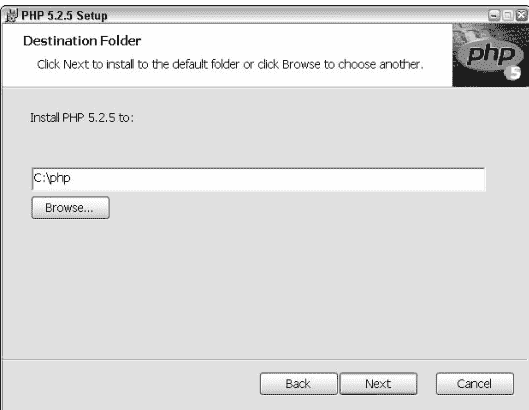 PHP 5.2.5 Setup
Destination Folder
Click Next to install to the default folder or click Browse to choose another.
php
5
Install PHP 5.2.5 to:
C:\php
Browse...
Back
Next
Cancel